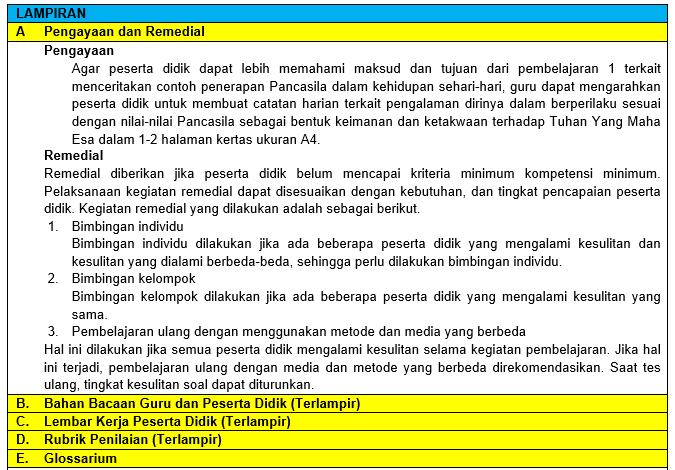 LAMPIRAN
A Pengayaan dan Remedial
Pengayaan
Agar peserta didik dapat lebih memahami maksud dan tujuan dari pembelajaran 1 terkait
menceritakan contoh penerapan Pancasila dalam kehidupan sehari-hari, guru dapat mengarahkan
peserta didik untuk membuat catatan harian terkait pengalaman dirinya dalam berperilaku sesuai
dengan nilai-nilai Pancasila sebagai bentuk keimanan dan ketakwaan terhadap Tuhan Yang Maha
Esa dalam 1-2 halaman kertas ukuran A4.
Remedial
Remedial diberikan jika peserta didik belum mencapai kriteria minimum kompetensi minimum.
Pelaksanaan kegiatan remedial dapat disesuaikan dengan kebutuhan, dan tingkat pencapaian peserta
didik. Kegiatan remedial yang dilakukan adalah sebagai berikut.
1. Bimbingan individu
Bimbingan individu dilakukan jika ada beberapa peserta didik yang mengalami kesulitan dan
kesulitan yang dialami berbeda-beda, sehingga perlu dilakukan bimbingan individu.
2. Bimbingan kelompok
Bimbingan kelompok dilakukan jika ada beberapa peserta didik yang mengalami kesulitan yang
sama.
3. Pembelajaran ulang dengan menggunakan metode dan media yang berbeda
Hal ini dilakukan jika semua peserta didik mengalami kesulitan selama kegiatan pembelajaran. Jika hal
ini terjadi, pembelajaran ulang dengan media dan metode yang berbeda direkomendasikan. Saat tes
ulang, tingkat kesulitan soal dapat diturunkan.
B. Bahan Bacaan Guru dan Peserta Didik (Terlampir)
C. Lembar Kerja Peserta Didik (Terlampir)
D. Rubrik Penilaian (Terlampir)
E. Glossarium